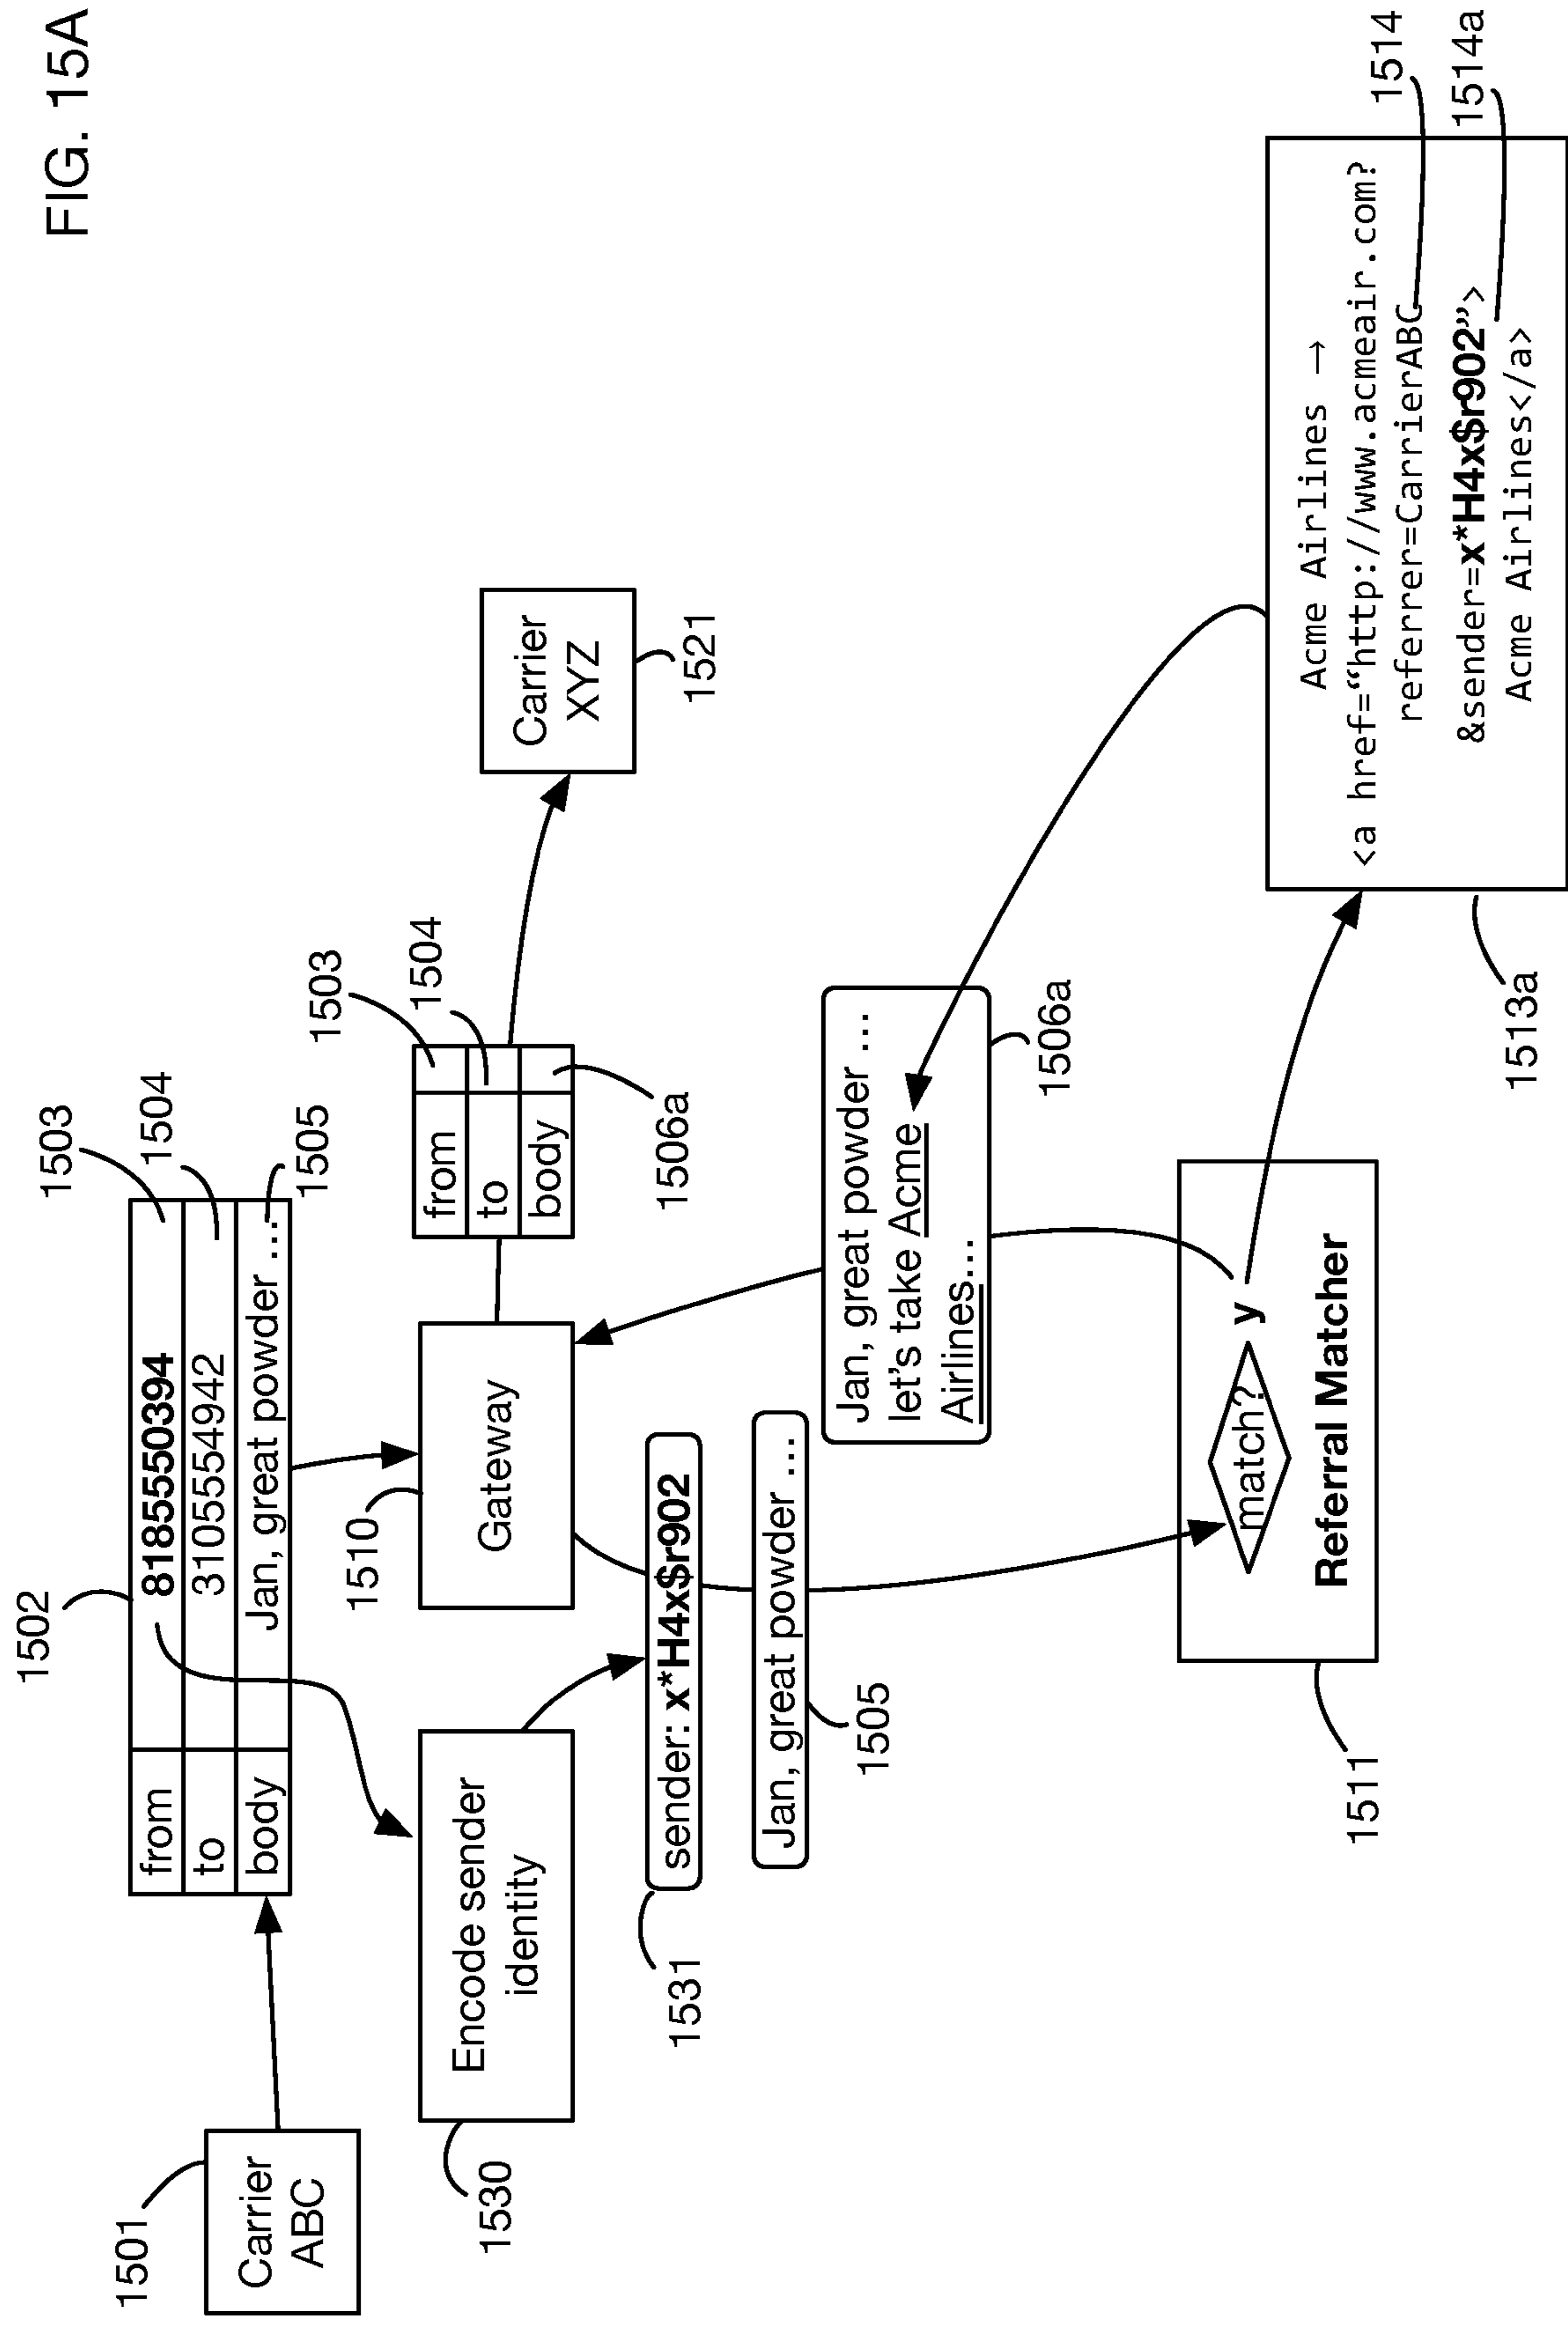 FIG. 15A
1501
Carrier
ABC
1502
from 8185550394
to 3105554942
body Jan, great powder ...
1503
1504
1505
1530
Encode sender
identity
1510
Gateway
1503
1504
from
to
body
1506a
Carrier
XYZ
1521
1531
sender: x*H4x$r902
Jan, great powder ...
1505
Jan, great powder ...
let's take Acme
Airlines...
1506a
1511
match?
y
Referral Matcher
1513a
Acme Airlines →
<a href=“http://www.acmeair.com?
referrer=CarrierABC
&sender=x*H4x$r902”>
Acme Airlines</a>
1514
1514a